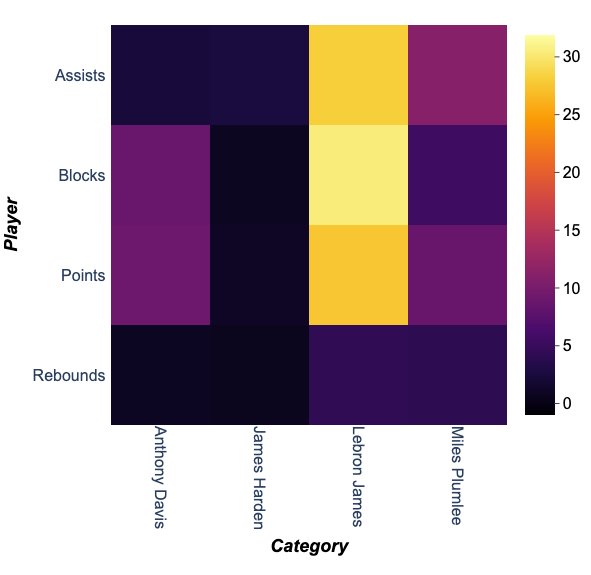 Player
Assists
Blocks
Points
Rebounds
Anthony Davis
James Harden
Lebron James
Miles Plumlee
Category
30
25
20
15
10
5
0